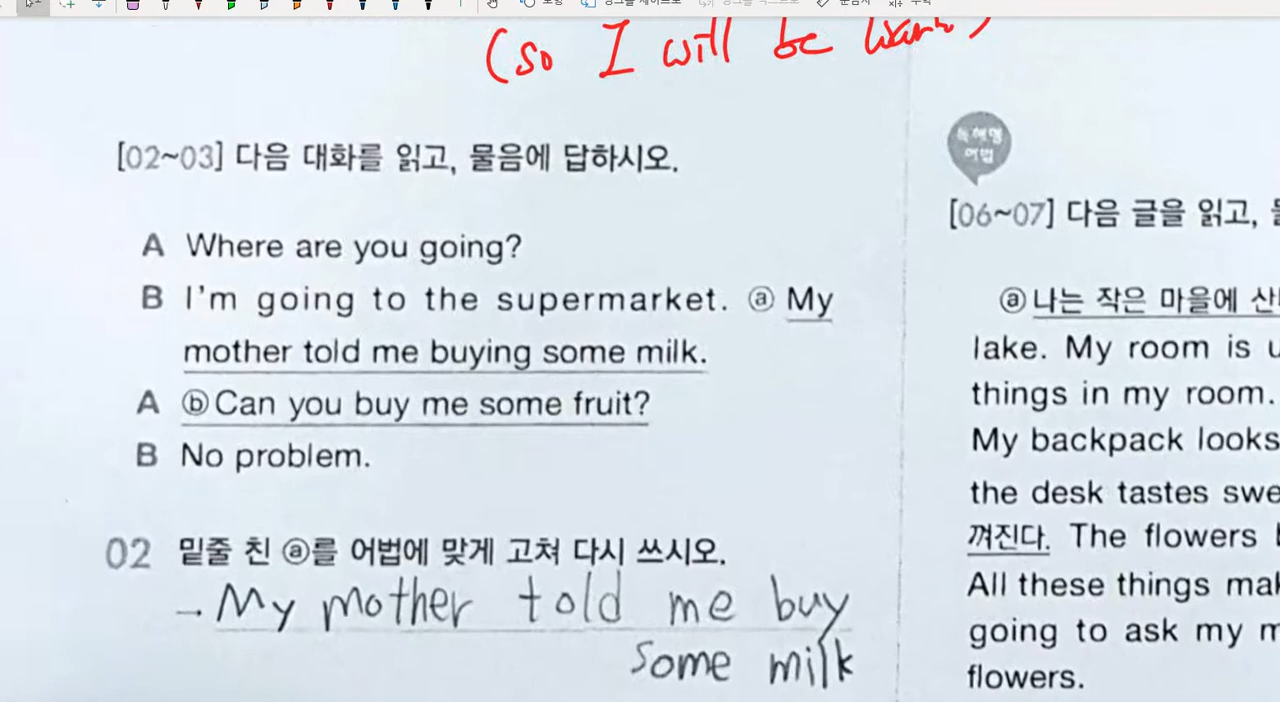 (so I will be
[02~03] 다음 대화를 읽고, 물음에 답하시오.
A Where are you going?
B I'm going to the supermarket. ⓐ My
mother told me buying some milk.
A ⓑ Can you buy me some fruit?
B No problem.
02 밑줄 친 ⓐ를 어법에 맞게 고쳐 다시 쓰시오.
→ My mother told me buy
some milk
독해형
어법
[06~07] 다음 글을 읽고,
ⓐ 나는 작은 마을에
lake. My room is
things in my room.
My backpack looks
the desk tastes
껴진다. The flowers
All these things
going to ask my
flowers.